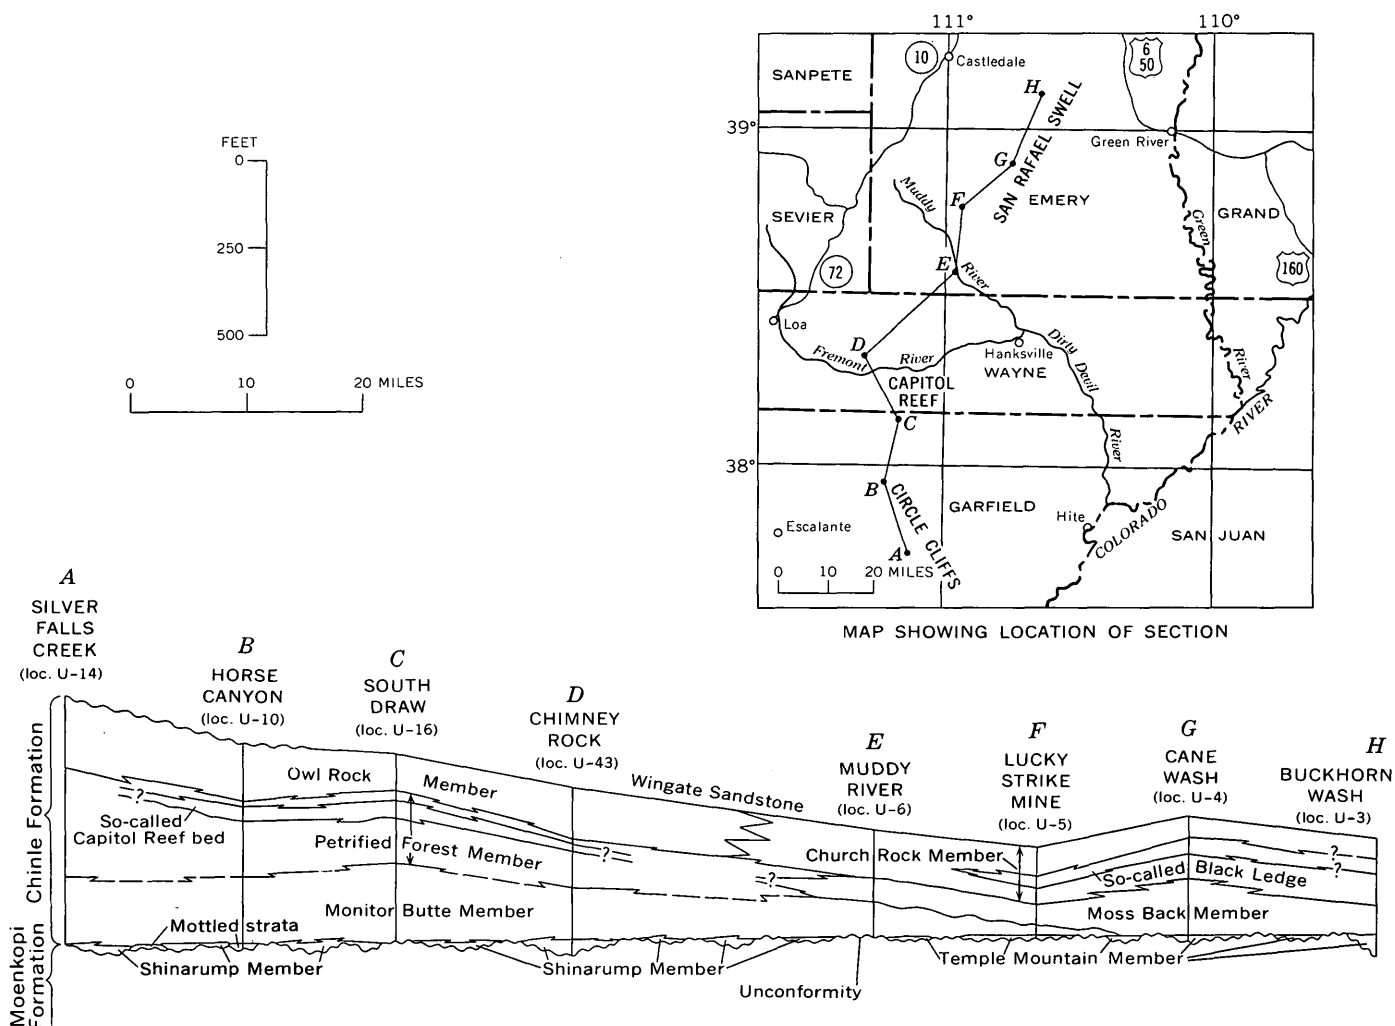 111°
110°
10
Castledale
6
50
SANPETE
H
39°
Green River
G
SAN RAFAEL SWELL
EMERY
Muddy
F
SEVIER
Green
GRAND
E
River
72
160
Loa
D
Fremont
River
Hanksville
WAYNE
Dirty
Devil
River
River
CAPITOL
REEF
C
RIVER
38°
B
CIRCLE CLIFFS
GARFIELD
Hite
COLORADO
SAN JUAN
Escalante
A
0 10 20 MILES
MAP SHOWING LOCATION OF SECTION
FEET
0
250
500
0 10 20 MILES
A
SILVER
FALLS
CREEK
(loc. U-14)
B
HORSE
CANYON
(loc. U-10)
C
SOUTH
DRAW
(loc. U-16)
D
CHIMNEY
ROCK
(loc. U-43)
E
MUDDY
RIVER
(loc. U-6)
F
LUCKY
STRIKE
MINE
(loc. U-5)
G
CANE
WASH
(loc. U-4)
H
BUCKHORN
WASH
(loc. U-3)
Chinle Formation
Moenkopi
Formation
Owl Rock Member
Wingate Sandstone
?
So-called
Capitol Reef bed
Petrified Forest Member
?
?
Church Rock Member
So-called Black Ledge
?
?
Monitor Butte Member
Moss Back Member
Mottled strata
Shinarump Member
Shinarump Member
Temple Mountain Member
Unconformity